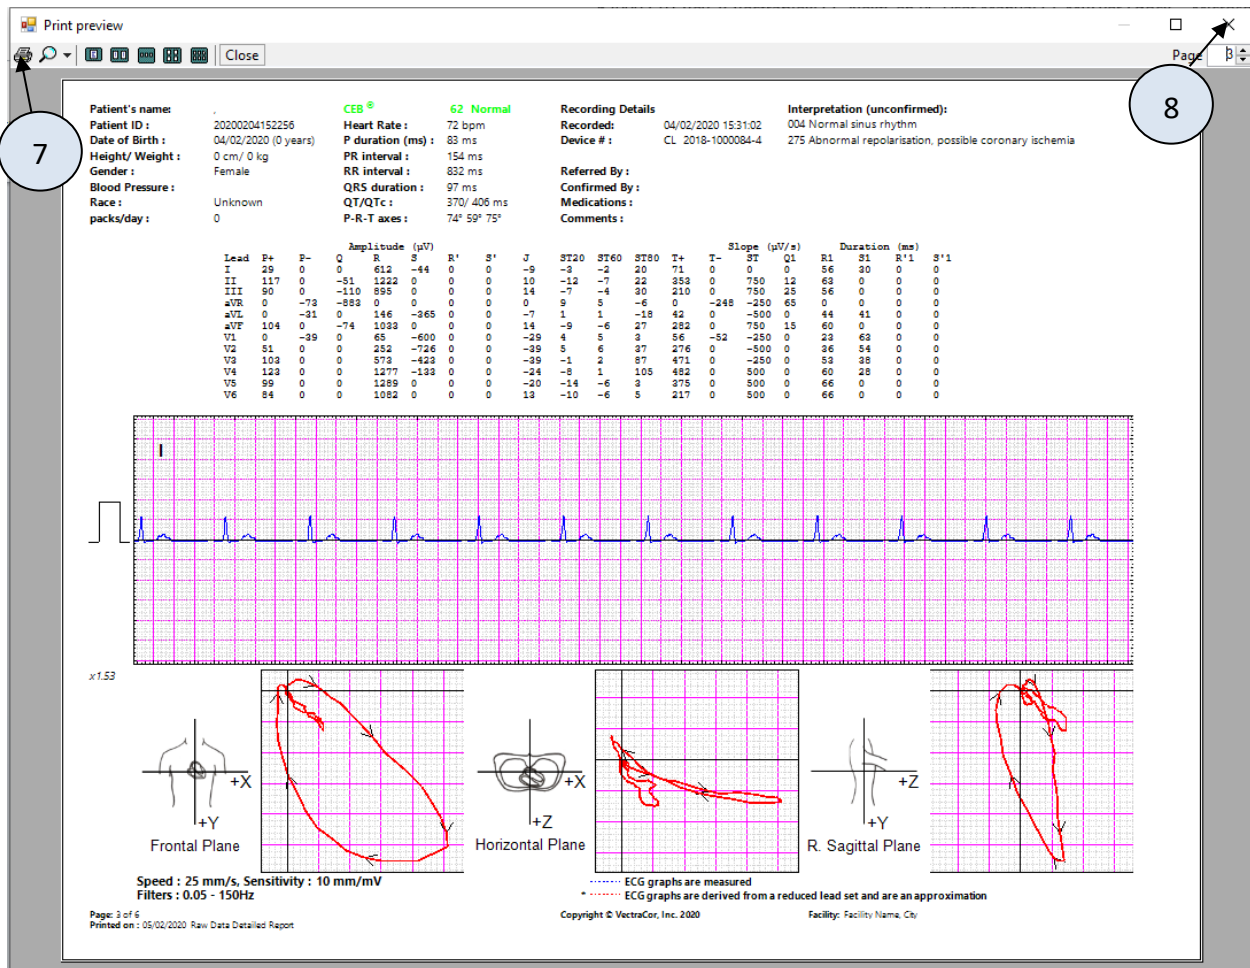 Print preview
Close
Page 3
7
8
Patient's name: , CEB ® 62 Normal Recording Details Interpretation (unconfirmed):
Patient ID : 20200204152256 Heart Rate : 72 bpm Recorded: 04/02/2020 15:31:02 004 Normal sinus rhythm
Date of Birth : 04/02/2020 (0 years) P duration (ms) : 83 ms Device # : CL 2018-1000084-4 275 Abnormal repolarisation, possible coronary ischemia
Height/ Weight : 0 cm/ 0 kg PR interval : 154 ms
Gender : Female RR interval : 832 ms Referred By :
Blood Pressure : QRS duration : 97 ms Confirmed By :
Race : Unknown QT/QTc : 370/ 406 ms Medications :
packs/day : 0 P-R-T axes : 74° 59° 75° Comments :
Amplitude (µV) Slope (µV/s) Duration (ms)
Lead P+ P- Q R S R' S' J ST20 ST60 ST80 T+ T- ST Q1 R1 S1 R'1 S'1
I 29 0 0 612 -44 0 0 -9 -3 -2 20 71 0 0 0 56 30 0 0
II 117 0 -51 1222 0 0 0 10 -12 -7 22 353 0 750 12 63 0 0 0
III 90 0 -110 895 0 0 0 14 -7 -4 30 210 0 750 25 56 0 0 0
aVR 0 -73 -883 0 0 0 0 0 9 5 -6 0 -248 -250 65 0 0 0 0
aVL 0 -31 0 146 -365 0 0 -7 1 1 -18 42 0 -500 0 44 41 0 0
aVF 104 0 -74 1033 0 0 0 14 -9 -6 27 282 0 750 15 60 0 0 0
V1 0 -39 0 65 -600 0 0 -29 4 5 3 56 -52 -250 0 23 63 0 0
V2 51 0 0 252 -726 0 0 -39 5 6 37 276 0 -500 0 36 54 0 0
V3 103 0 0 573 -423 0 0 -39 -1 2 87 471 0 -250 0 53 38 0 0
V4 123 0 0 1277 -133 0 0 -24 -8 1 105 482 0 500 0 60 28 0 0
V5 99 0 0 1289 0 0 0 -20 -14 -6 3 375 0 500 0 66 0 0 0
V6 84 0 0 1082 0 0 0 13 -10 -6 5 217 0 500 0 66 0 0 0
I
x1.53
+X
+Y
Frontal Plane
+X
+Z
Horizontal Plane
+Z
+Y
R. Sagittal Plane
Speed : 25 mm/s, Sensitivity : 10 mm/mV
Filters : 0.05 - 150Hz
ECG graphs are measured
* ECG graphs are derived from a reduced lead set and are an approximation
Page: 3 of 6 Copyright © VectraCor, Inc. 2020 Facility: Facility Name, City
Printed on : 05/02/2020 Raw Data Detailed Report